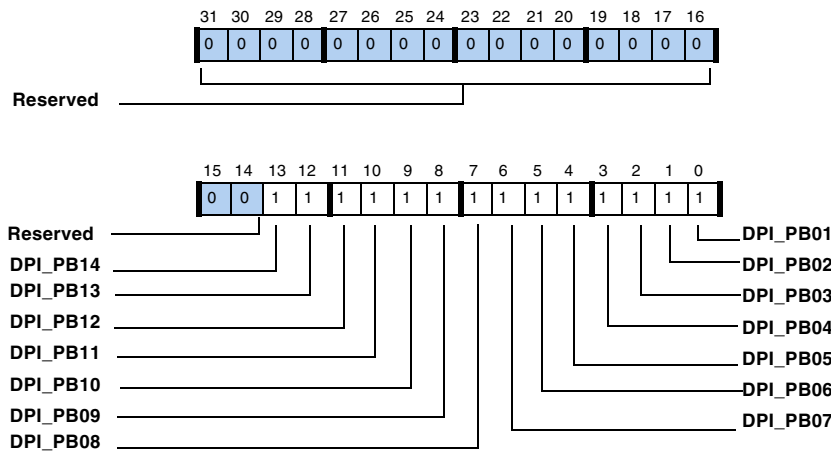 31 30 29 28 27 26 25 24 23 22 21 20 19 18 17 16
0 0 0 0 0 0 0 0 0 0 0 0 0 0 0 0
Reserved
15 14 13 12 11 10 9 8 7 6 5 4 3 2 1 0
0 0 1 1 1 1 1 1 1 1 1 1 1 1 1 1
Reserved DPI_PB01
DPI_PB14 DPI_PB02
DPI_PB13 DPI_PB03
DPI_PB12 DPI_PB04
DPI_PB11 DPI_PB05
DPI_PB10 DPI_PB06
DPI_PB09 DPI_PB07
DPI_PB08